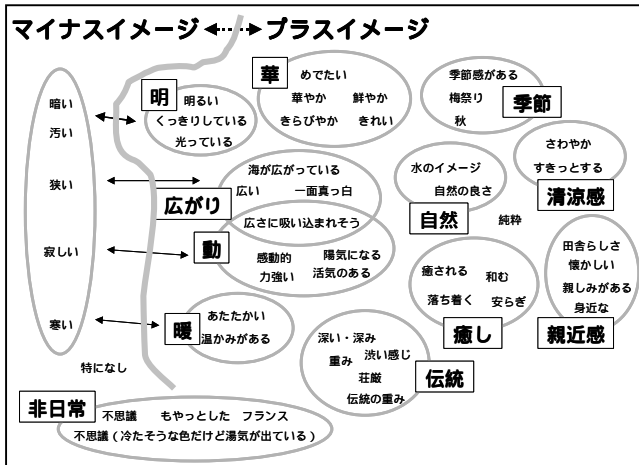 マイナスイメージ プラスイメージ
暗い
汚い
狭い
寂しい
寒い
特になし
明
明るい
くっきりしている
光っている
華
めでたい
華やか 鮮やか
きらびやか きれい
季節
季節感がある
梅祭り
秋
広がり
海が広がっている
広い 一面真っ白
広さに吸い込まれそう
動
感動的 陽気になる
力強い 活気のある
自然
水のイメージ
自然の良さ
純粋
清涼感
さわやか
すきっとする
暖
あたたかい
温かみがある
癒し
癒される 和む
落ち着く 安らぎ
親近感
田舎らしさ
懐かしい
親しみがある
身近な
伝統
深い・深み
重み 渋い感じ
荘厳
伝統の重み
非日常
不思議 もやっとした フランス
不思議(冷たそうな色だけど湯気が出ている)